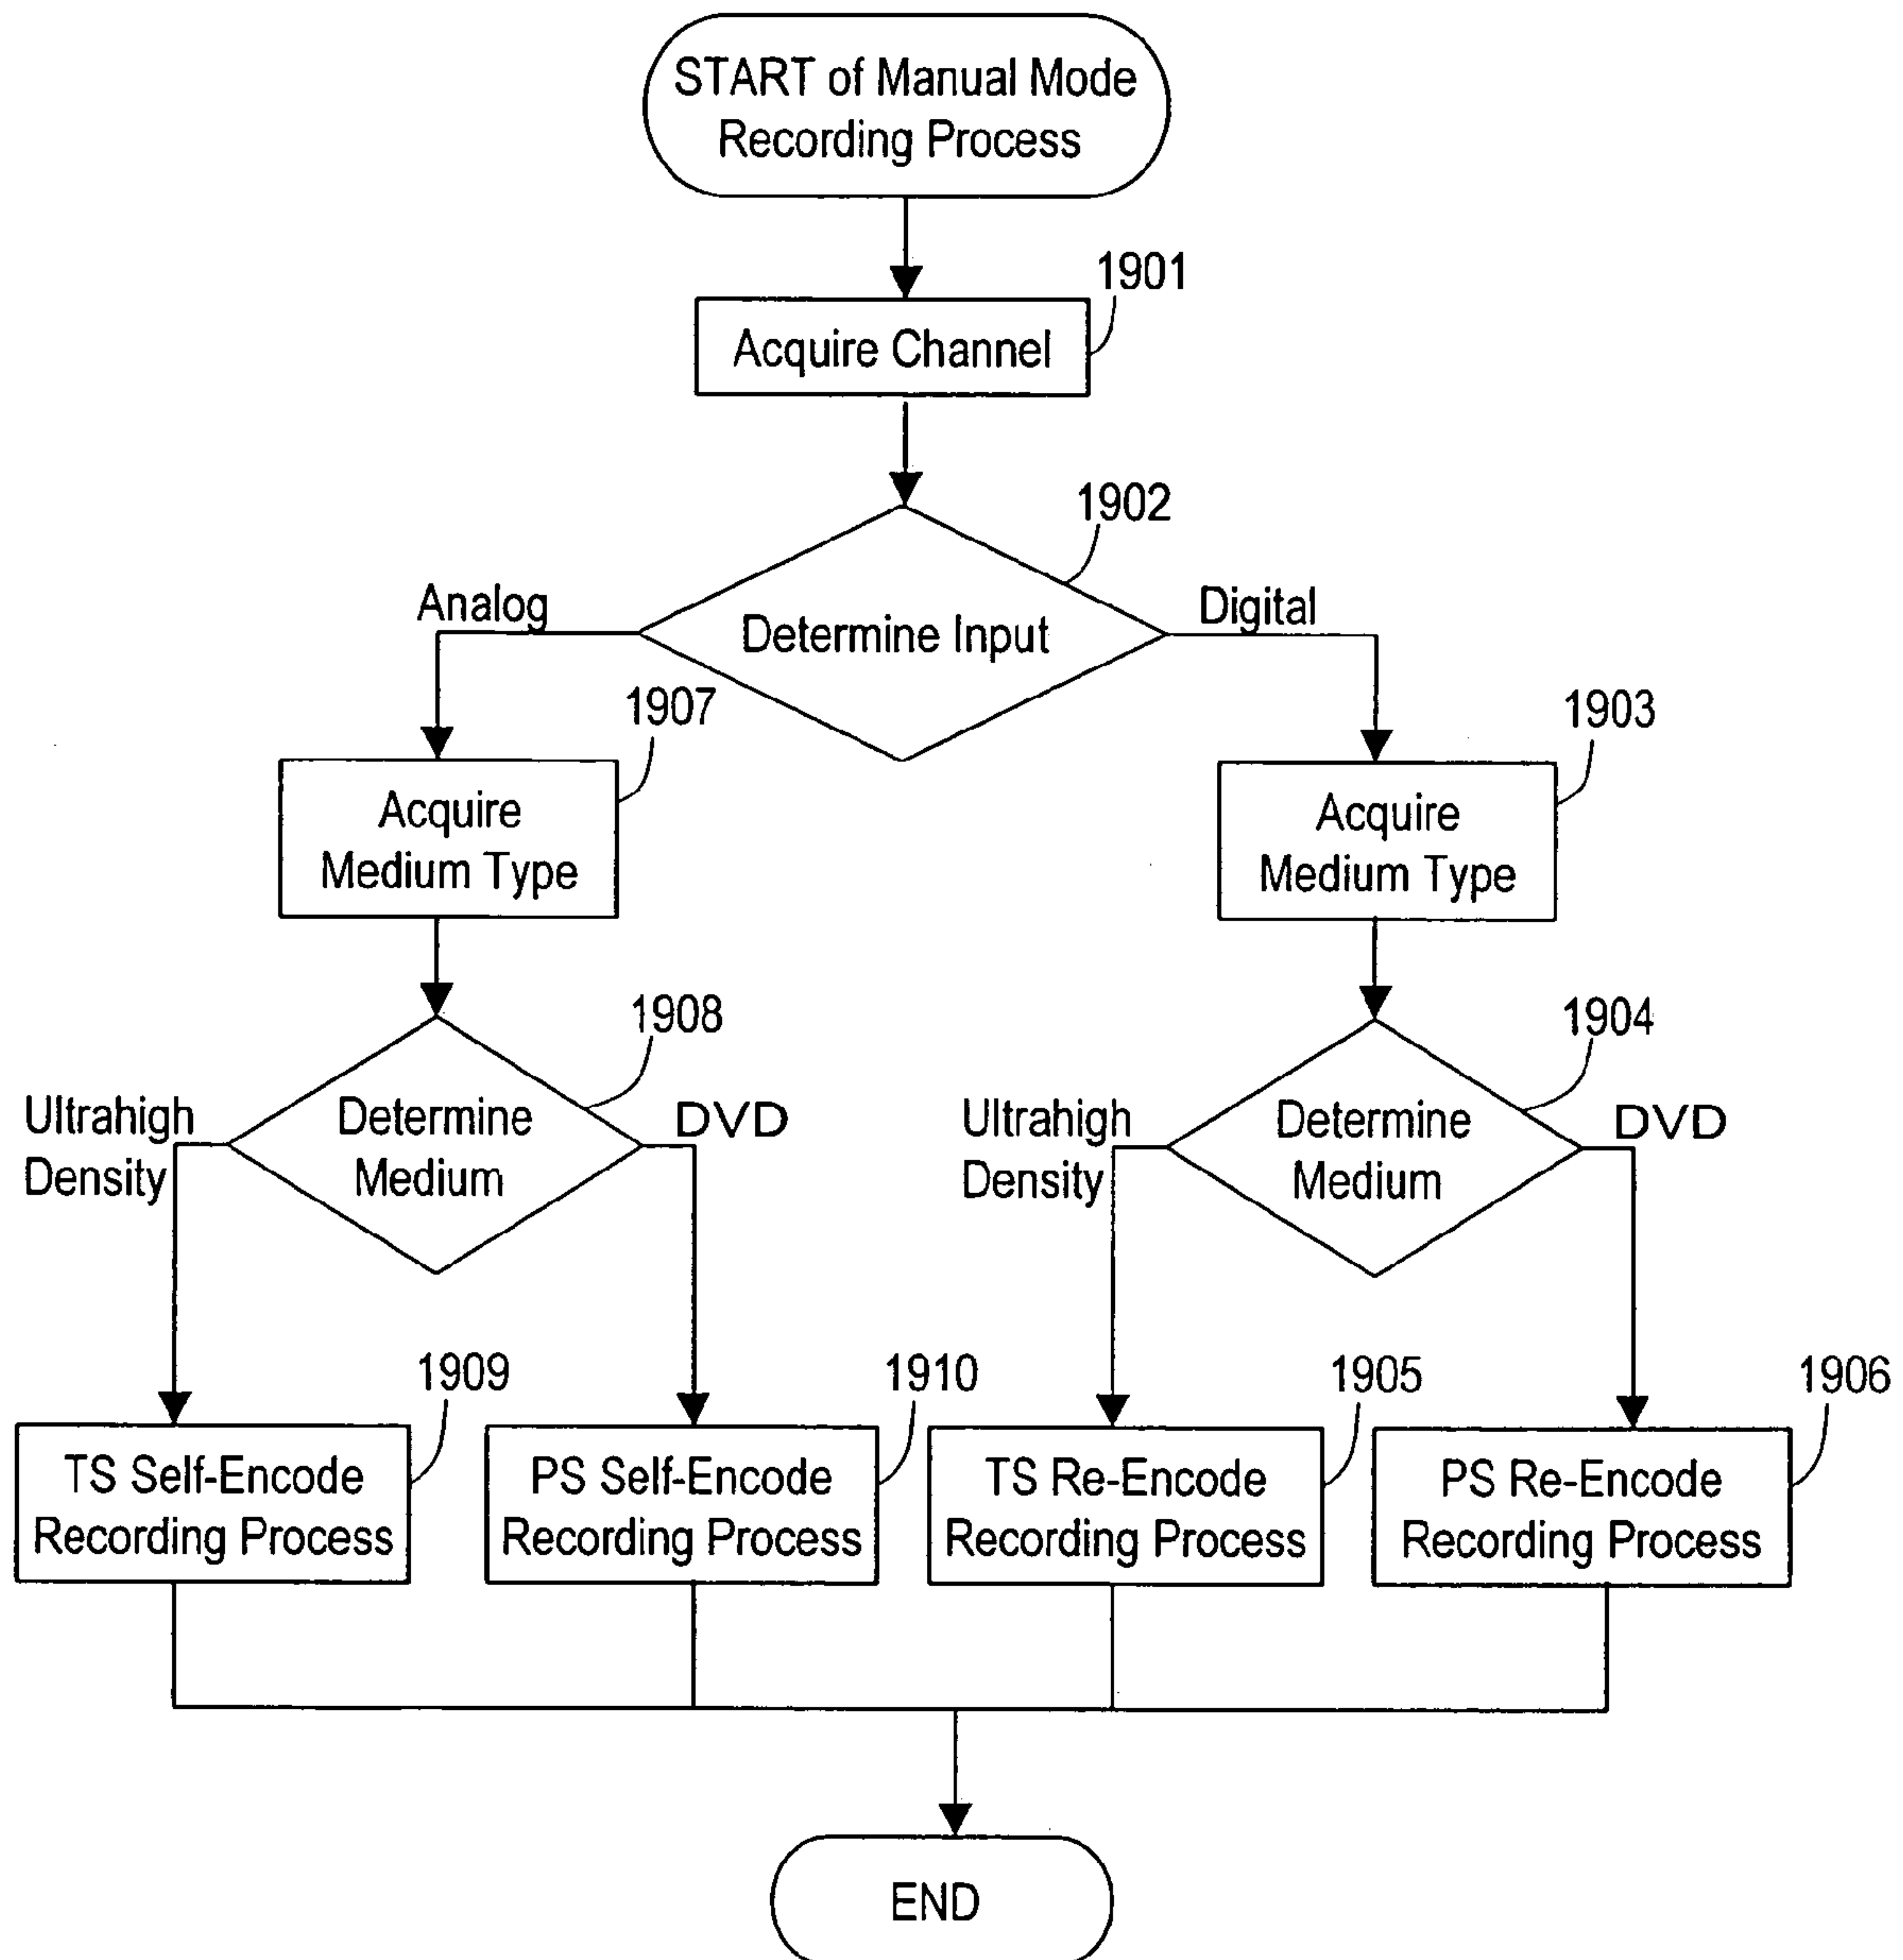 START of Manual Mode
Recording Process
1901
Acquire Channel
1902
Analog
Digital
Determine Input
1907
1903
Acquire
Medium Type
Acquire
Medium Type
1908
1904
Ultrahigh
Density
Determine
Medium
DVD
Ultrahigh
Density
Determine
Medium
DVD
1909
1910
1905
1906
TS Self-Encode
Recording Process
PS Self-Encode
Recording Process
TS Re-Encode
Recording Process
PS Re-Encode
Recording Process
END